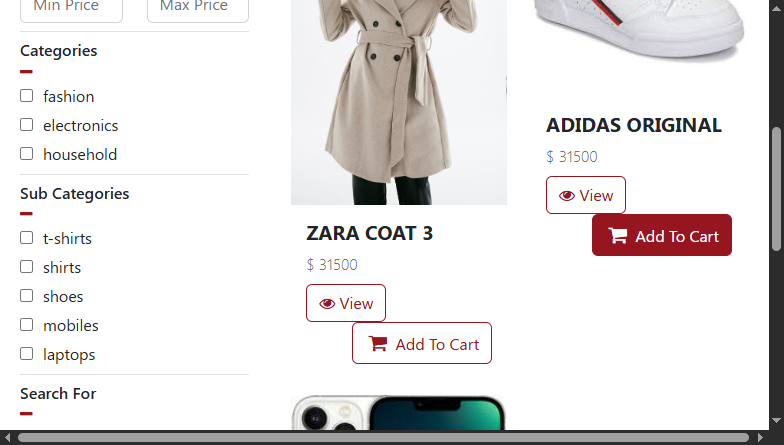 Min Price
Max Price
Categories
fashion
electronics
household
Sub Categories
t-shirts
shirts
shoes
mobiles
laptops
Search For
ZARA COAT 3
$ 31500
View
Add To Cart
ADIDAS ORIGINAL
$ 31500
View
Add To Cart